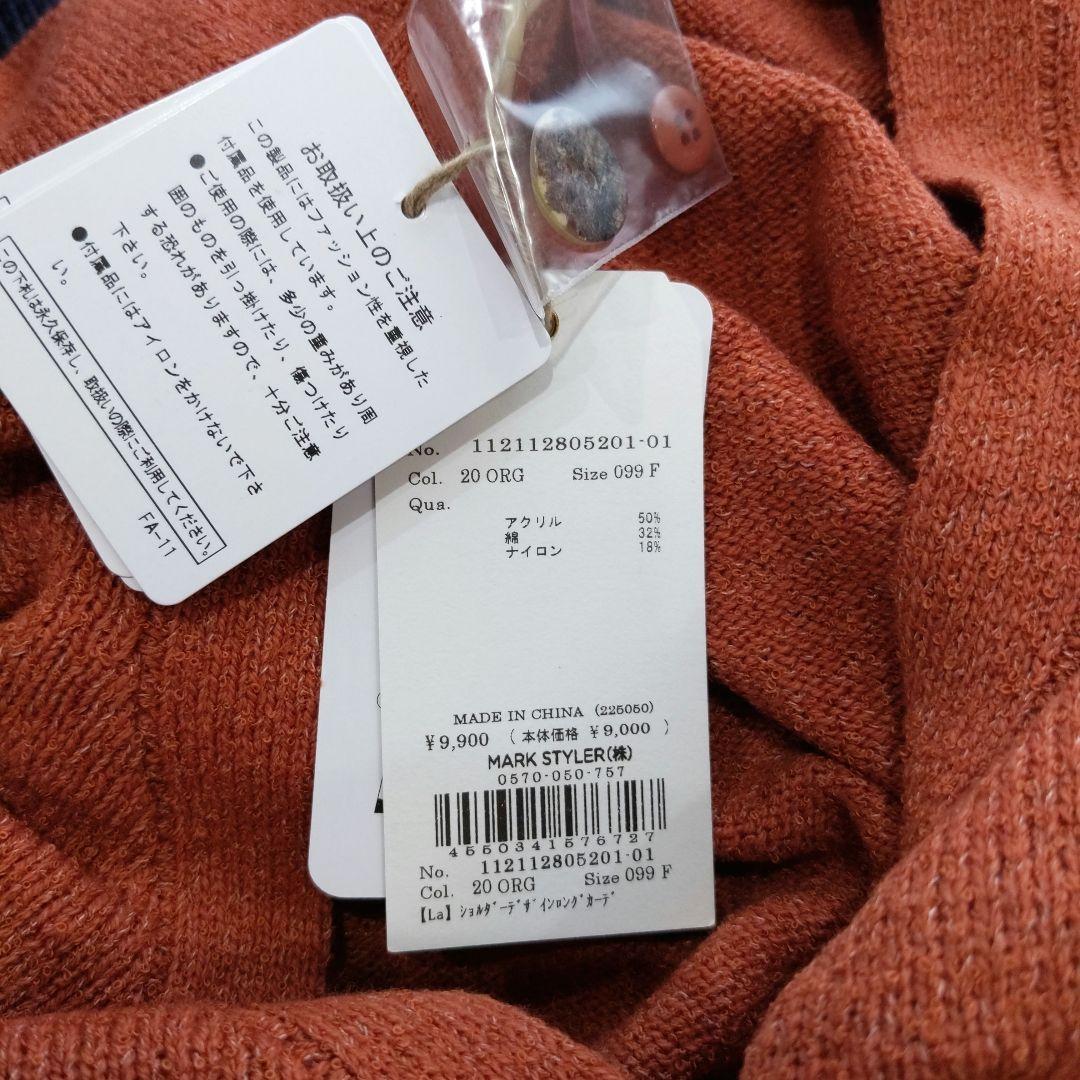 お取扱い上のご注意
この製品にはファッション性を重視した
付属品を使用しています。
●ご使用の際には、多少の重みがあり周
囲のものを引っ掛けたり、傷つけたり
する恐れがありますので、十分ご注意
下さい。
●付属品にはアイロンをかけないで下さ
い。
この下札は永久保存し、取扱いの際にご利用してください。
FA-11
No. 112112805201-01
Col. 20 ORG Size 099 F
Qua.
アクリル 50%
綿 32%
ナイロン 18%
MADE IN CHINA (225050)
¥9,900 (本体価格 ¥9,000 )
MARK STYLER(株)
0570-050-757
4550341576727
No. 112112805201-01
Col. 20 ORG Size 099 F
【La】ｼｮﾙﾀﾞｰﾃﾞｻﾞｲﾝﾛﾝｸﾞｶｰﾃﾞ